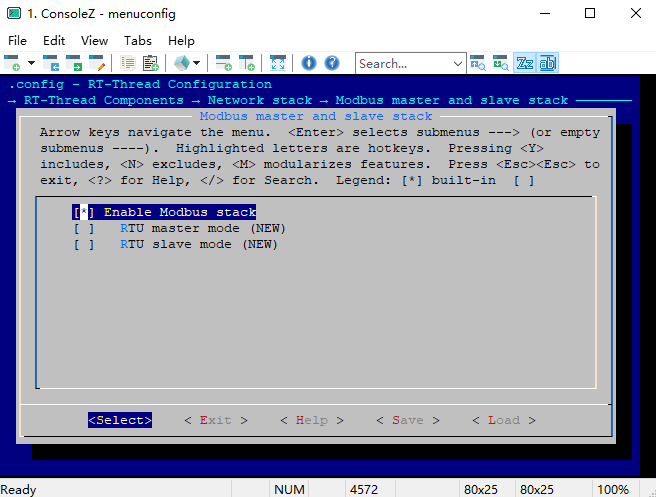 1. ConsoleZ - menuconfig
File Edit View Tabs Help
Search...
Zz ab
.config - RT-Thread Configuration
→ RT-Thread Components → Network stack → Modbus master and slave stack
Modbus master and slave stack
Arrow keys navigate the menu. <Enter> selects submenus ---> (or empty
submenus ----). Highlighted letters are hotkeys. Pressing <Y>
includes, <N> excludes, <M> modularizes features. Press <Esc><Esc> to
exit, <?> for Help, </> for Search. Legend: [*] built-in [ ]
[*] Enable Modbus stack
[ ] RTU master mode (NEW)
[ ] RTU slave mode (NEW)
<Select> < Exit > < Help > < Save > < Load >
Ready NUM 4572 80x25 80x25 100%